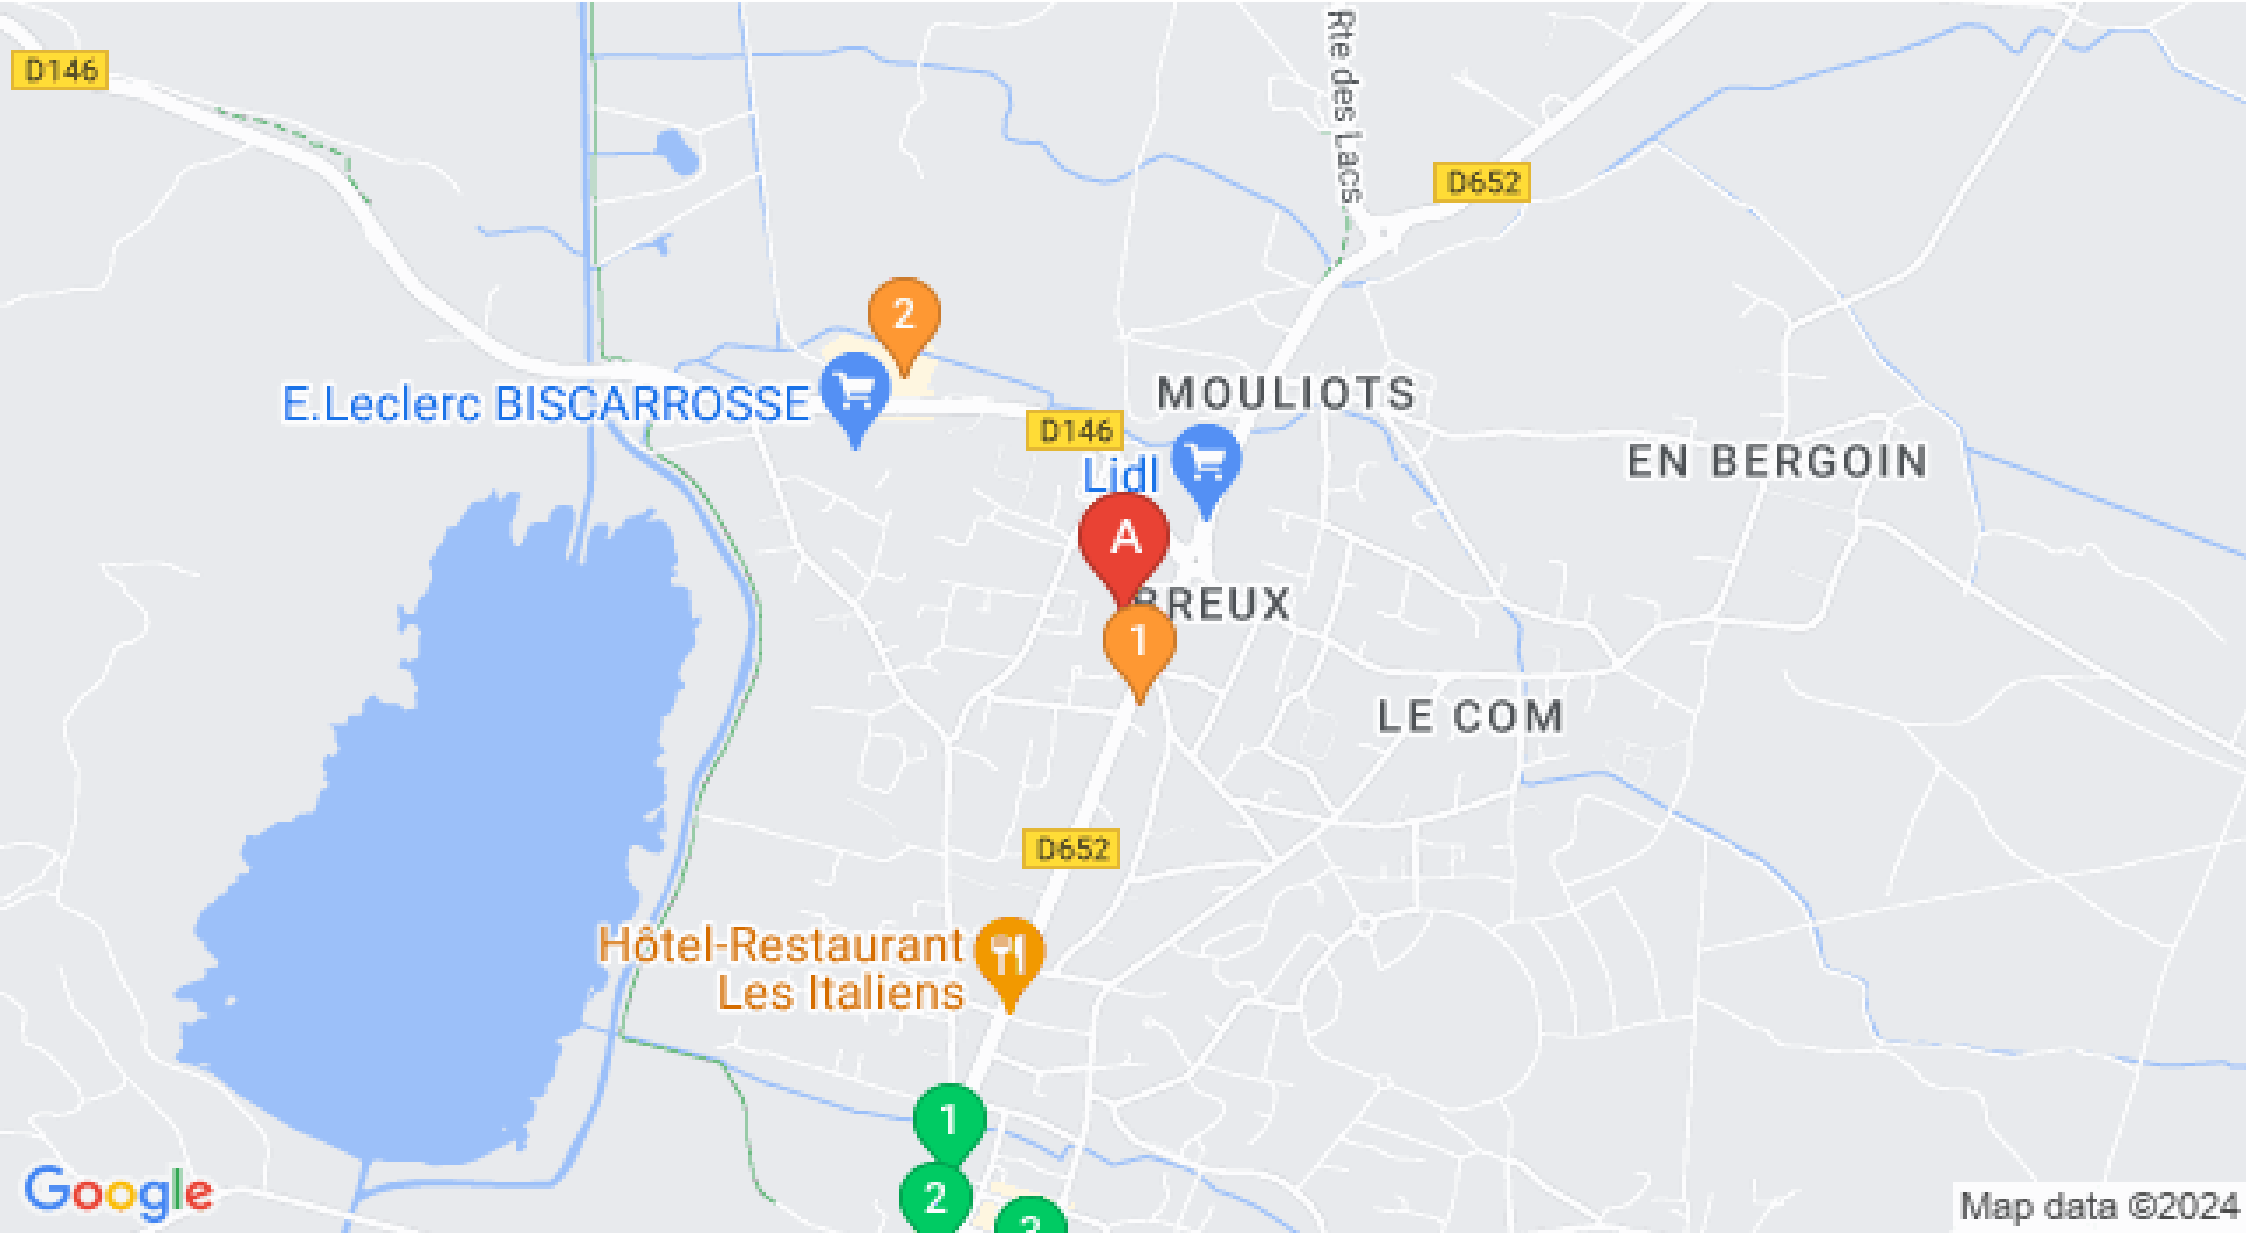 Rte des Lacs
D146
D652
2
E.Leclerc BISCARROSSE
MOULIOTS
D146
Lidl
EN BERGOIN
A
BREUX
1
LE COM
D652
Hôtel-Restaurant
Les Italiens
1
2
Google
Map data ©2024